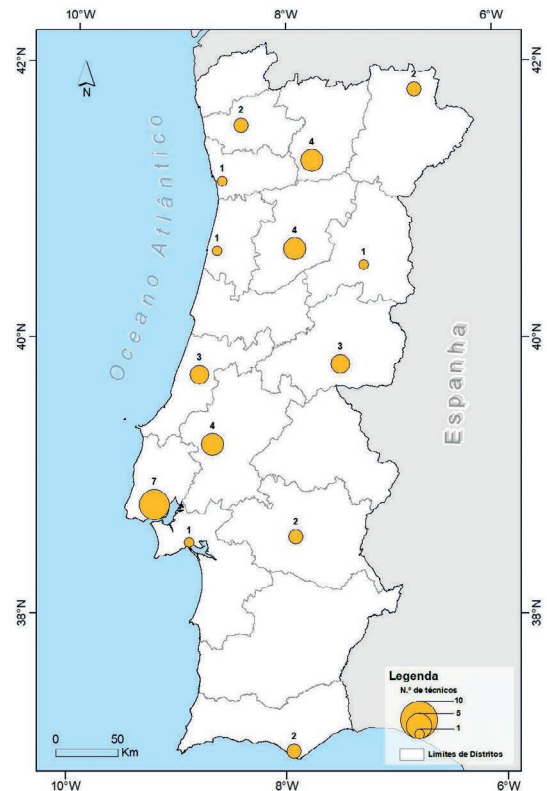 10°W 8°W 6°W
42°N 42°N
N
2
2
4
1
Oceano Atlântico
4
1
1
40°N 40°N
3
3
Espanha
4
7
2
1
38°N 38°N
Legenda
N.º de técnicos
10
5
1
Limites de Distritos
2
0 50
Km
10°W 8°W 6°W